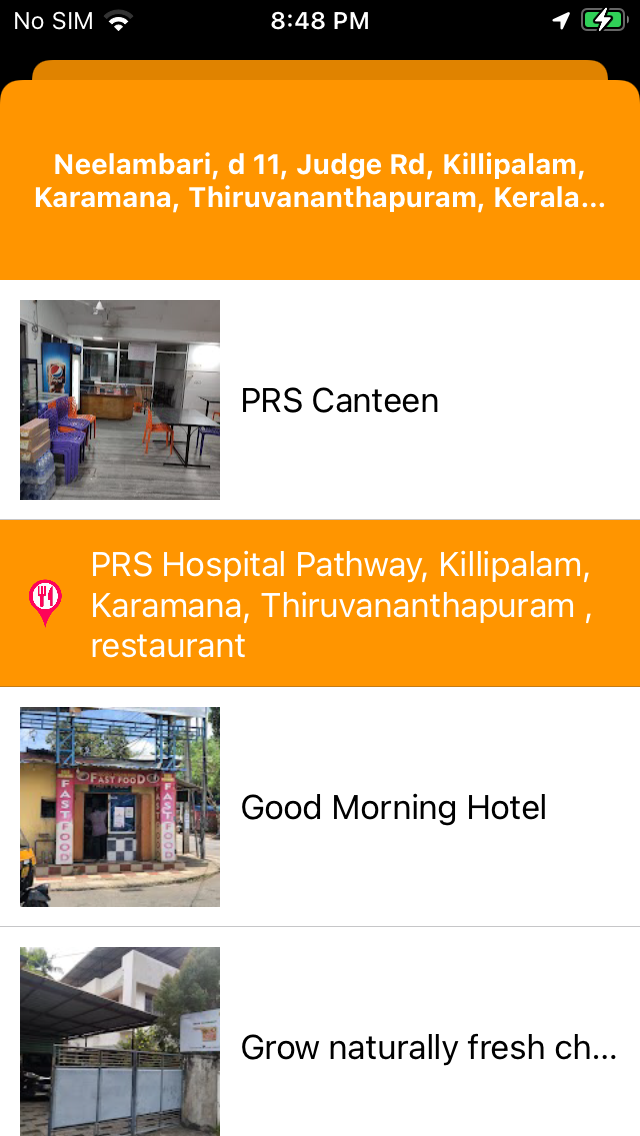 No SIM 8:48 PM
Neelambari, d 11, Judge Rd, Killipalam,
Karamana, Thiruvananthapuram, Kerala...
PRS Canteen
PRS Hospital Pathway, Killipalam,
Karamana, Thiruvananthapuram ,
restaurant
FAST FOOD
FAST FOOD
FAST FOOD
Good Morning Hotel
Grow naturally fresh ch...